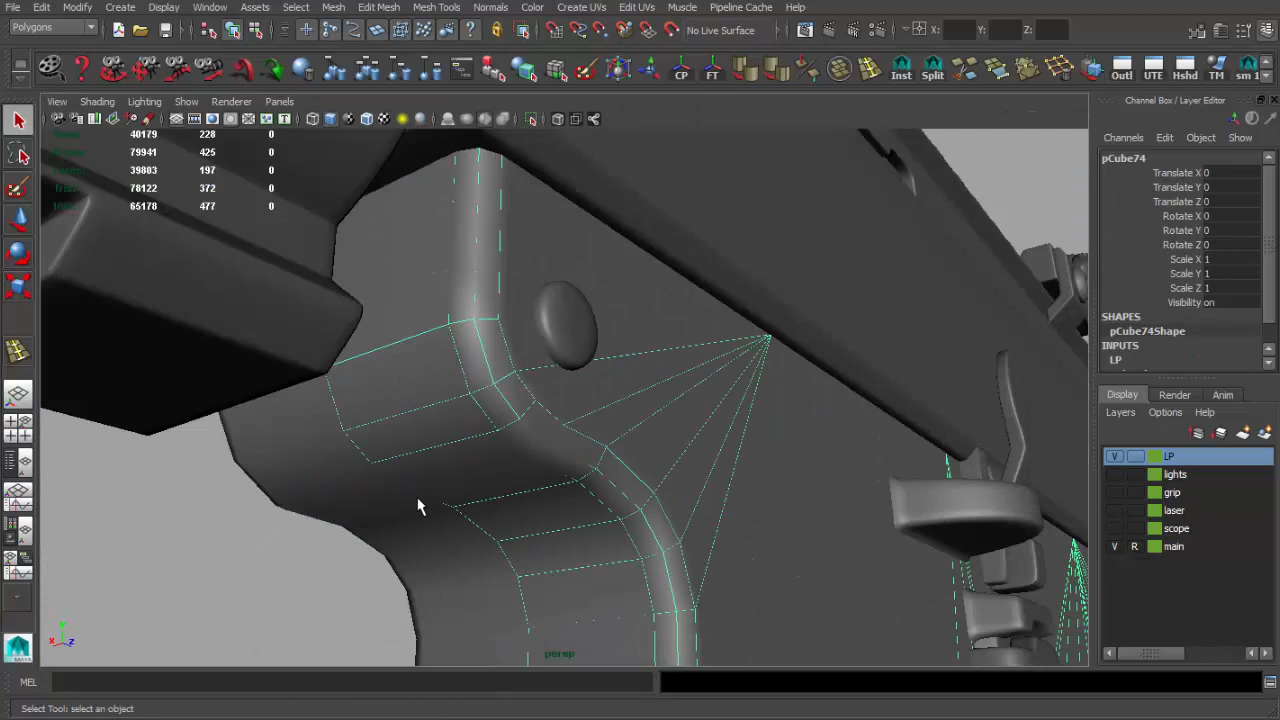 File Edit Modify Create Display Window Assets Select Mesh Edit Mesh Mesh Tools Normals Color Create UVs Edit UVs Muscle Pipeline Cache Help
Polygons No Live Surface X: Y: Z:
CP FT Inst Split Outl UTE Hshd TM sm 1
View Shading Lighting Show Renderer Panels
Channel Box / Layer Editor
40179 228 0
79941 425 0
39803 197 0
78122 372 0
65178 477 0
Channels Edit Object Show
pCube74
Translate X 0
Translate Y 0
Translate Z 0
Rotate X 0
Rotate Y 0
Rotate Z 0
Scale X 1
Scale Y 1
Scale Z 1
Visibility on
SHAPES
pCube74Shape
INPUTS
LP
Display Render Anim
Layers Options Help
V LP
lights
grip
laser
scope
V R main
Y
X Z
persp
MAYA
MEL
Select Tool: select an object